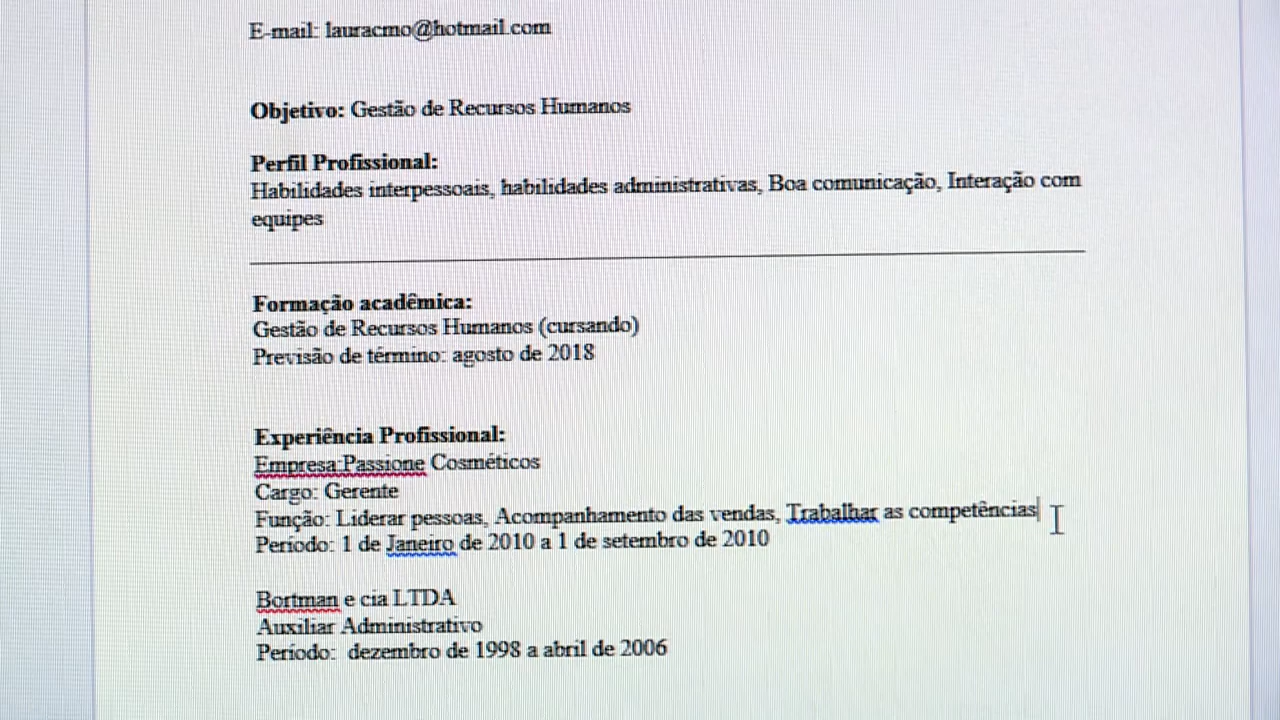 E-mail: lauracmo@hotmail.com
Objetivo: Gestão de Recursos Humanos
Perfil Profissional:
Habilidades interpessoais, habilidades administrativas, Boa comunicação, Interação com
equipes
Formação acadêmica:
Gestão de Recursos Humanos (cursando)
Previsão de término: agosto de 2018
Experiência Profissional:
Empresa:Passione Cosméticos
Cargo: Gerente
Função: Liderar pessoas, Acompanhamento das vendas, Trabalhar as competências
Período: 1 de Janeiro de 2010 a 1 de setembro de 2010
Bortman e cia LTDA
Auxiliar Administrativo
Período:  dezembro de 1998 a abril de 2006